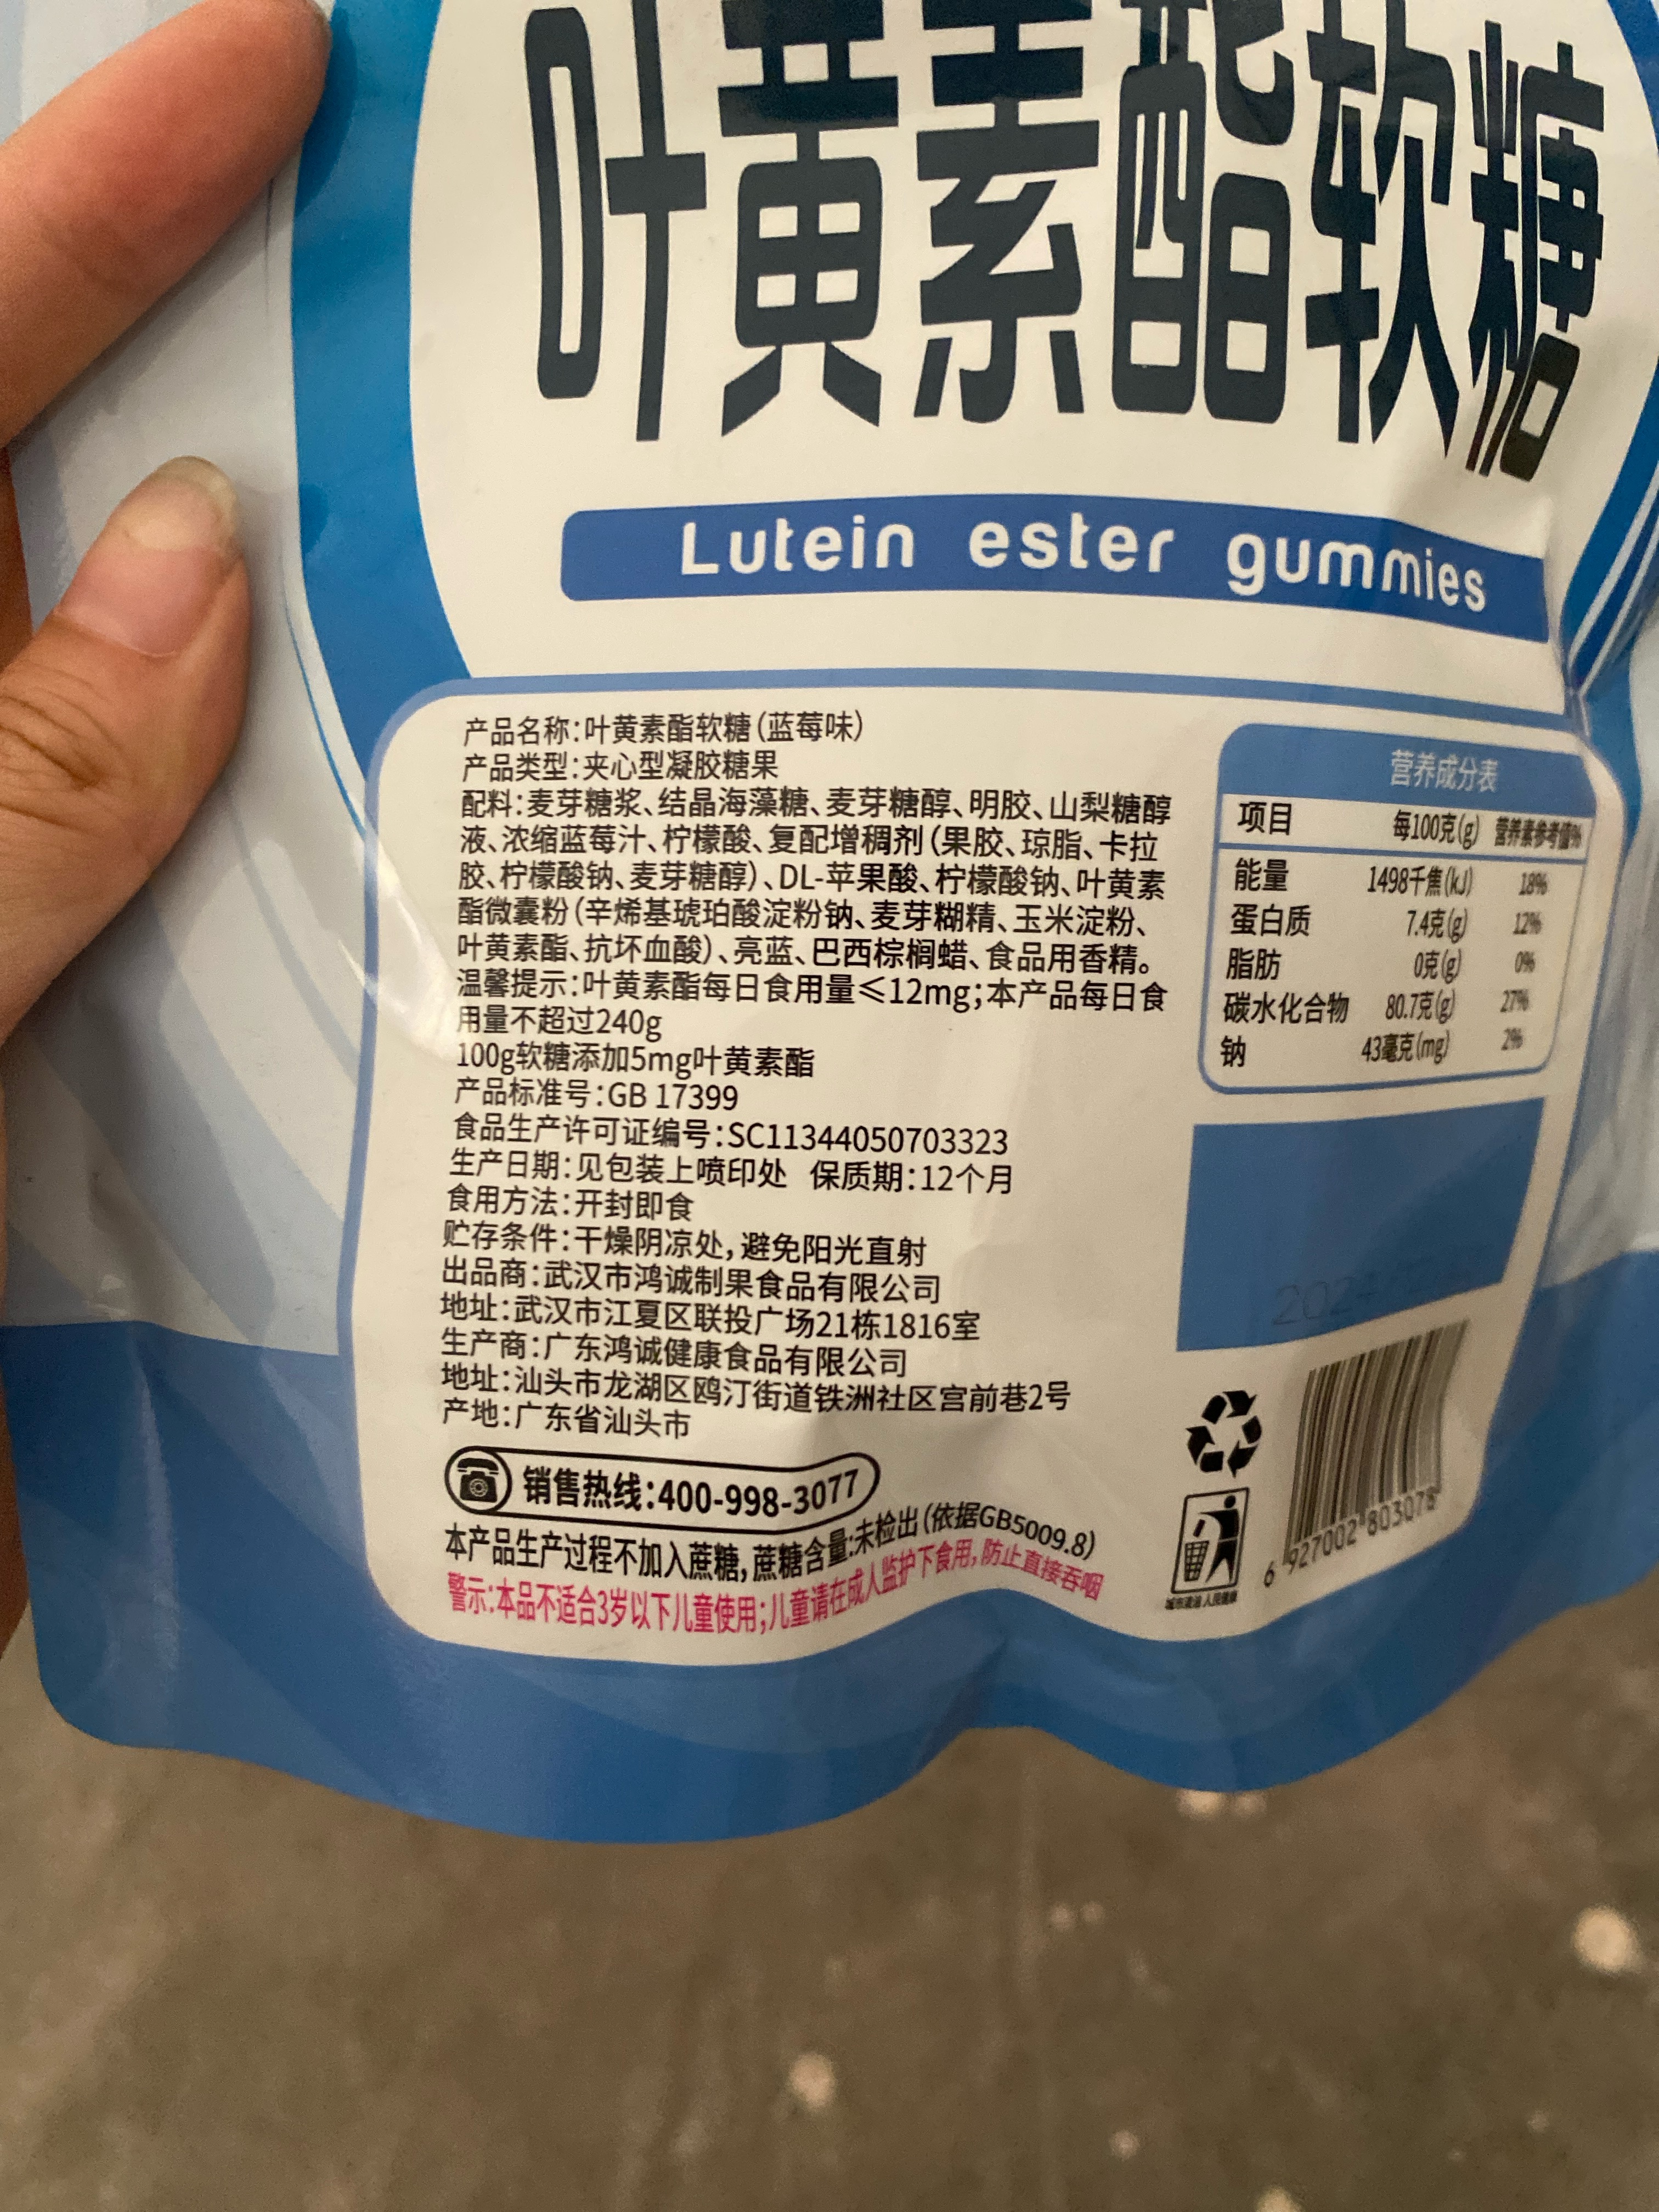 叶黄素酯软糖
Lutein ester gummies
产品名称：叶黄素酯软糖（蓝莓味）
产品类型：夹心型凝胶糖果
配料：麦芽糖浆、结晶海藻糖、麦芽糖醇、明胶、山梨糖醇
液、浓缩蓝莓汁、柠檬酸、复配增稠剂（果胶、琼脂、卡拉
胶、柠檬酸钠、麦芽糖醇）、DL-苹果酸、柠檬酸钠、叶黄素
酯微囊粉（辛烯基琥珀酸淀粉钠、麦芽糊精、玉米淀粉、
叶黄素酯、抗坏血酸）、亮蓝、巴西棕榈蜡、食品用香精。
温馨提示：叶黄素酯每日食用量≤12mg；本产品每日食
用量不超过240g
100g软糖添加5mg叶黄素酯
产品标准号：GB 17399
食品生产许可证编号：SC11344050703323
生产日期：见包装上喷印处 保质期：12个月
食用方法：开封即食
贮存条件：干燥阴凉处，避免阳光直射
出品商：武汉市鸿诚制果食品有限公司
地址：武汉市江夏区联投广场21栋1816室
生产商：广东鸿诚健康食品有限公司
地址：汕头市龙湖区鸥汀街道铁洲社区宫前巷2号
产地：广东省汕头市
销售热线：400-998-3077
本产品生产过程不加入蔗糖，蔗糖含量：未检出（依据GB5009.8）
警示：本品不适合3岁以下儿童使用；儿童请在成人监护下食用，防止直接吞咽
营养成分表
项目 每100克(g) 营养素参考值%
能量 1498千焦(kJ) 18%
蛋白质 7.4克(g) 12%
脂肪 0克(g) 0%
碳水化合物 80.7克(g) 27%
钠 43毫克(mg) 2%
6 927002 803078